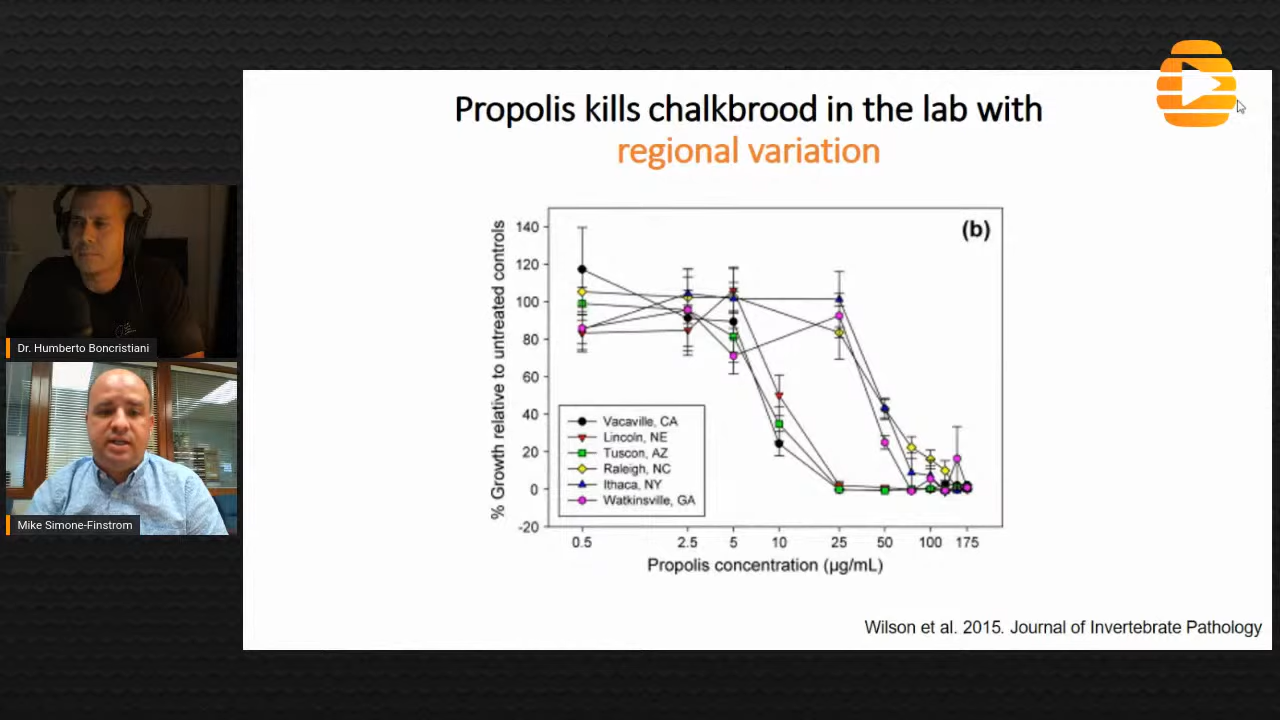 Propolis kills chalkbrood in the lab with
regional variation
(b)
% Growth relative to untreated controls
140
120
100
80
60
40
20
0
-20
Vacaville, CA
Lincoln, NE
Tuscon, AZ
Raleigh, NC
Ithaca, NY
Watkinsville, GA
0.5 2.5 5 10 25 50 100 175
Propolis concentration (µg/mL)
Wilson et al. 2015. Journal of Invertebrate Pathology
Dr. Humberto Boncristiani
Mike Simone-Finstrom